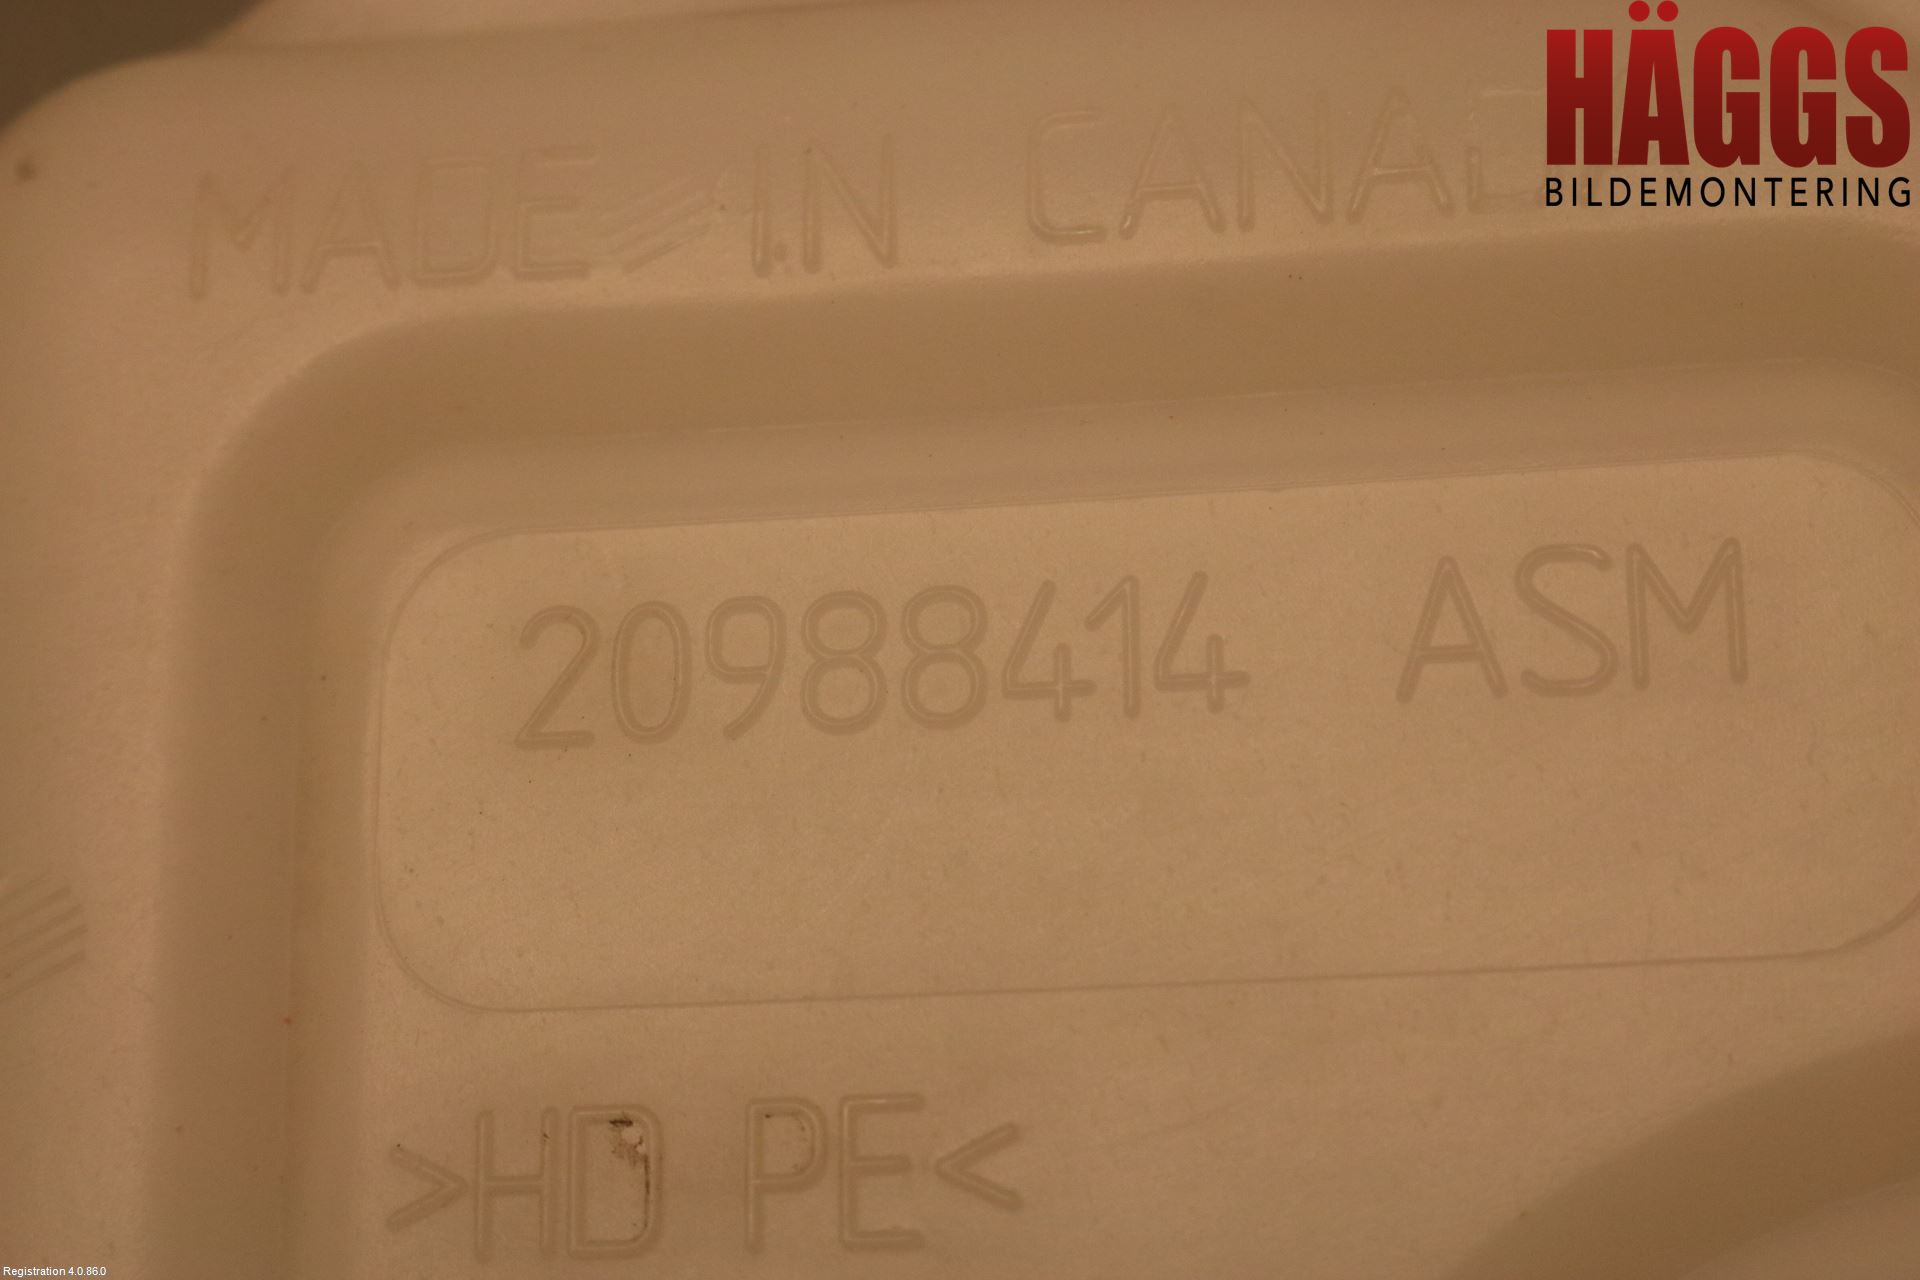 HÄGGS
BILDEMONTERING
MADE IN CANAD
20988414 ASM
>HD PE<
Registration 4.0.86.0